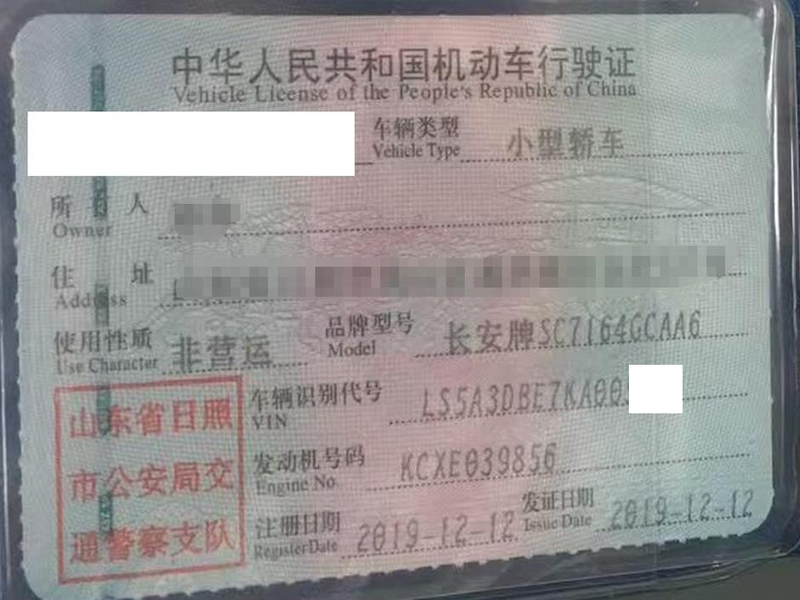 中华人民共和国机动车行驶证
Vehicle License of the People's Republic of China
车辆类型 小型轿车
Vehicle Type
所 人
Owner
住 址
Address
使用性质 非营运 品牌型号 长安牌SC7164GCAA6
Use Character Model
车辆识别代号 LS5A3DBE7KA00
VIN
发动机号码 KCXE039856
Engine No.
注册日期 2019-12-12 发证日期 2019-12-12
Register Date Issue Date
山东省日照
市公安局交
通警察支队